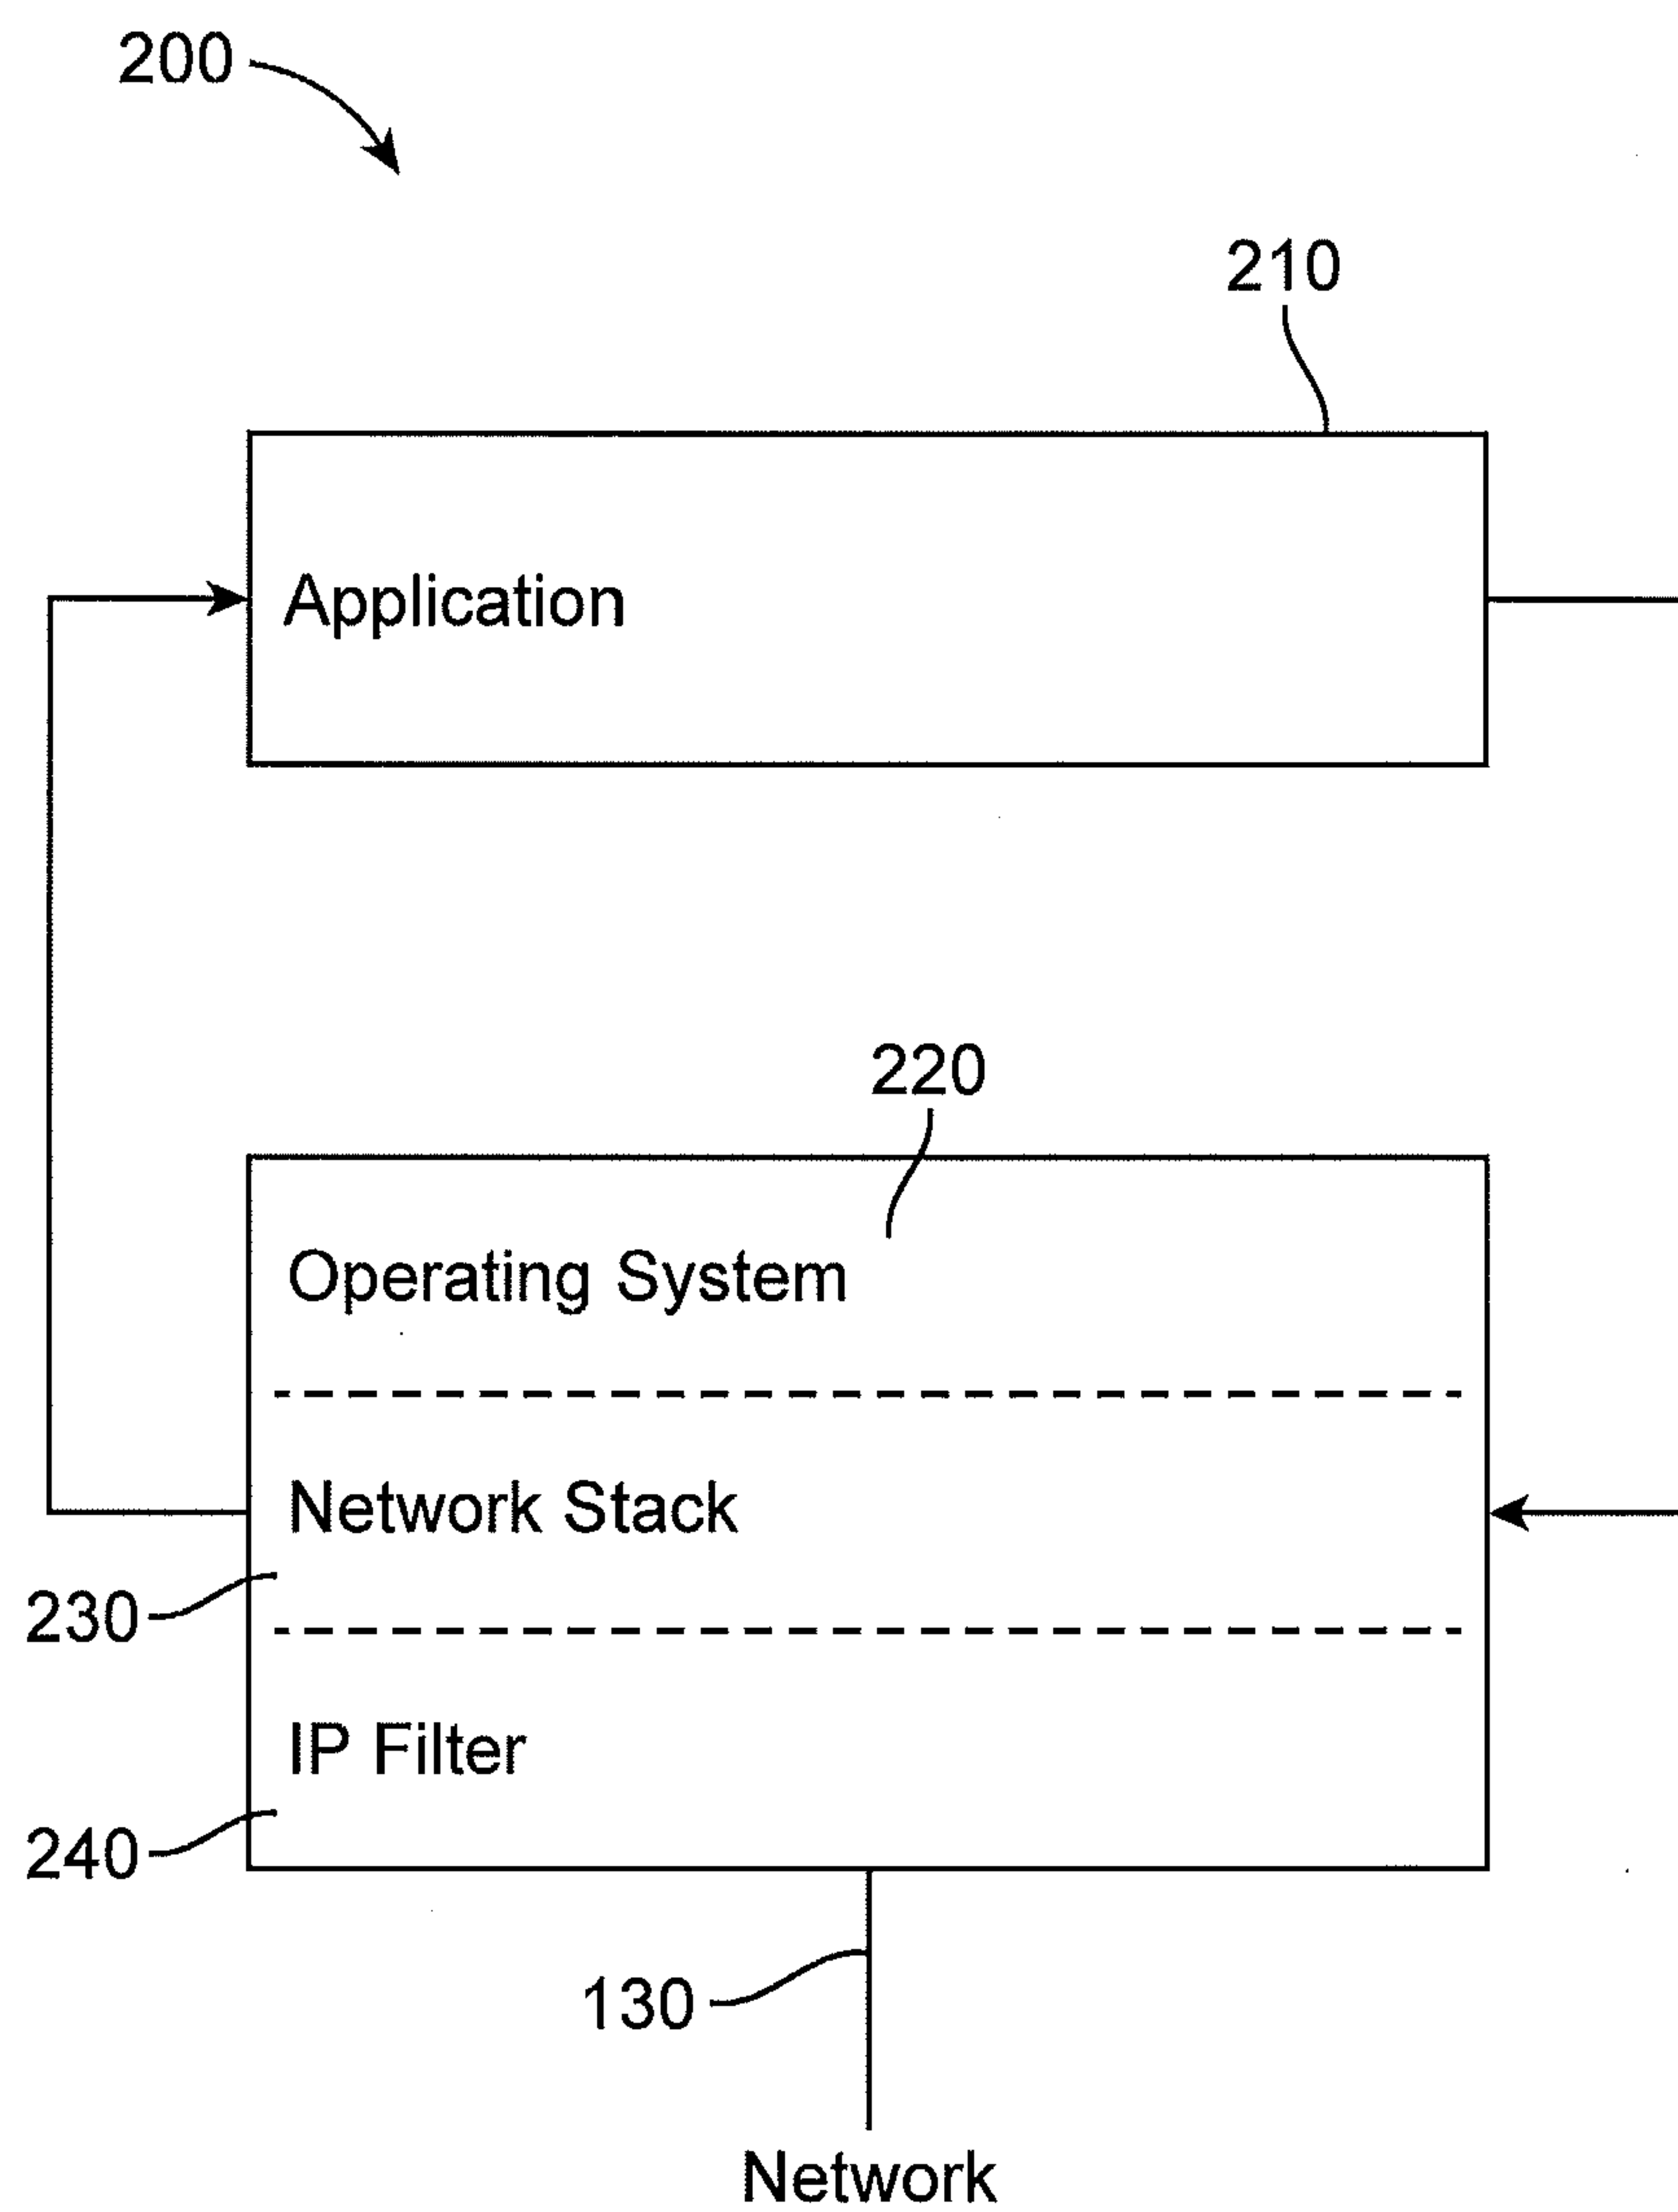 200
210
Application
220
Operating System
Network Stack
230
IP Filter
240
130
Network